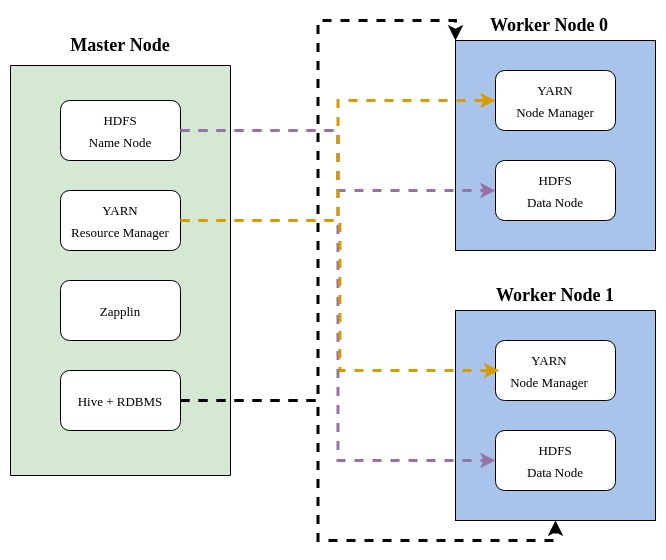 Master Node
HDFS
Name Node
YARN
Resource Manager
Zapplin
Hive + RDBMS
Worker Node 0
YARN
Node Manager
HDFS
Data Node
Worker Node 1
YARN
Node Manager
HDFS
Data Node